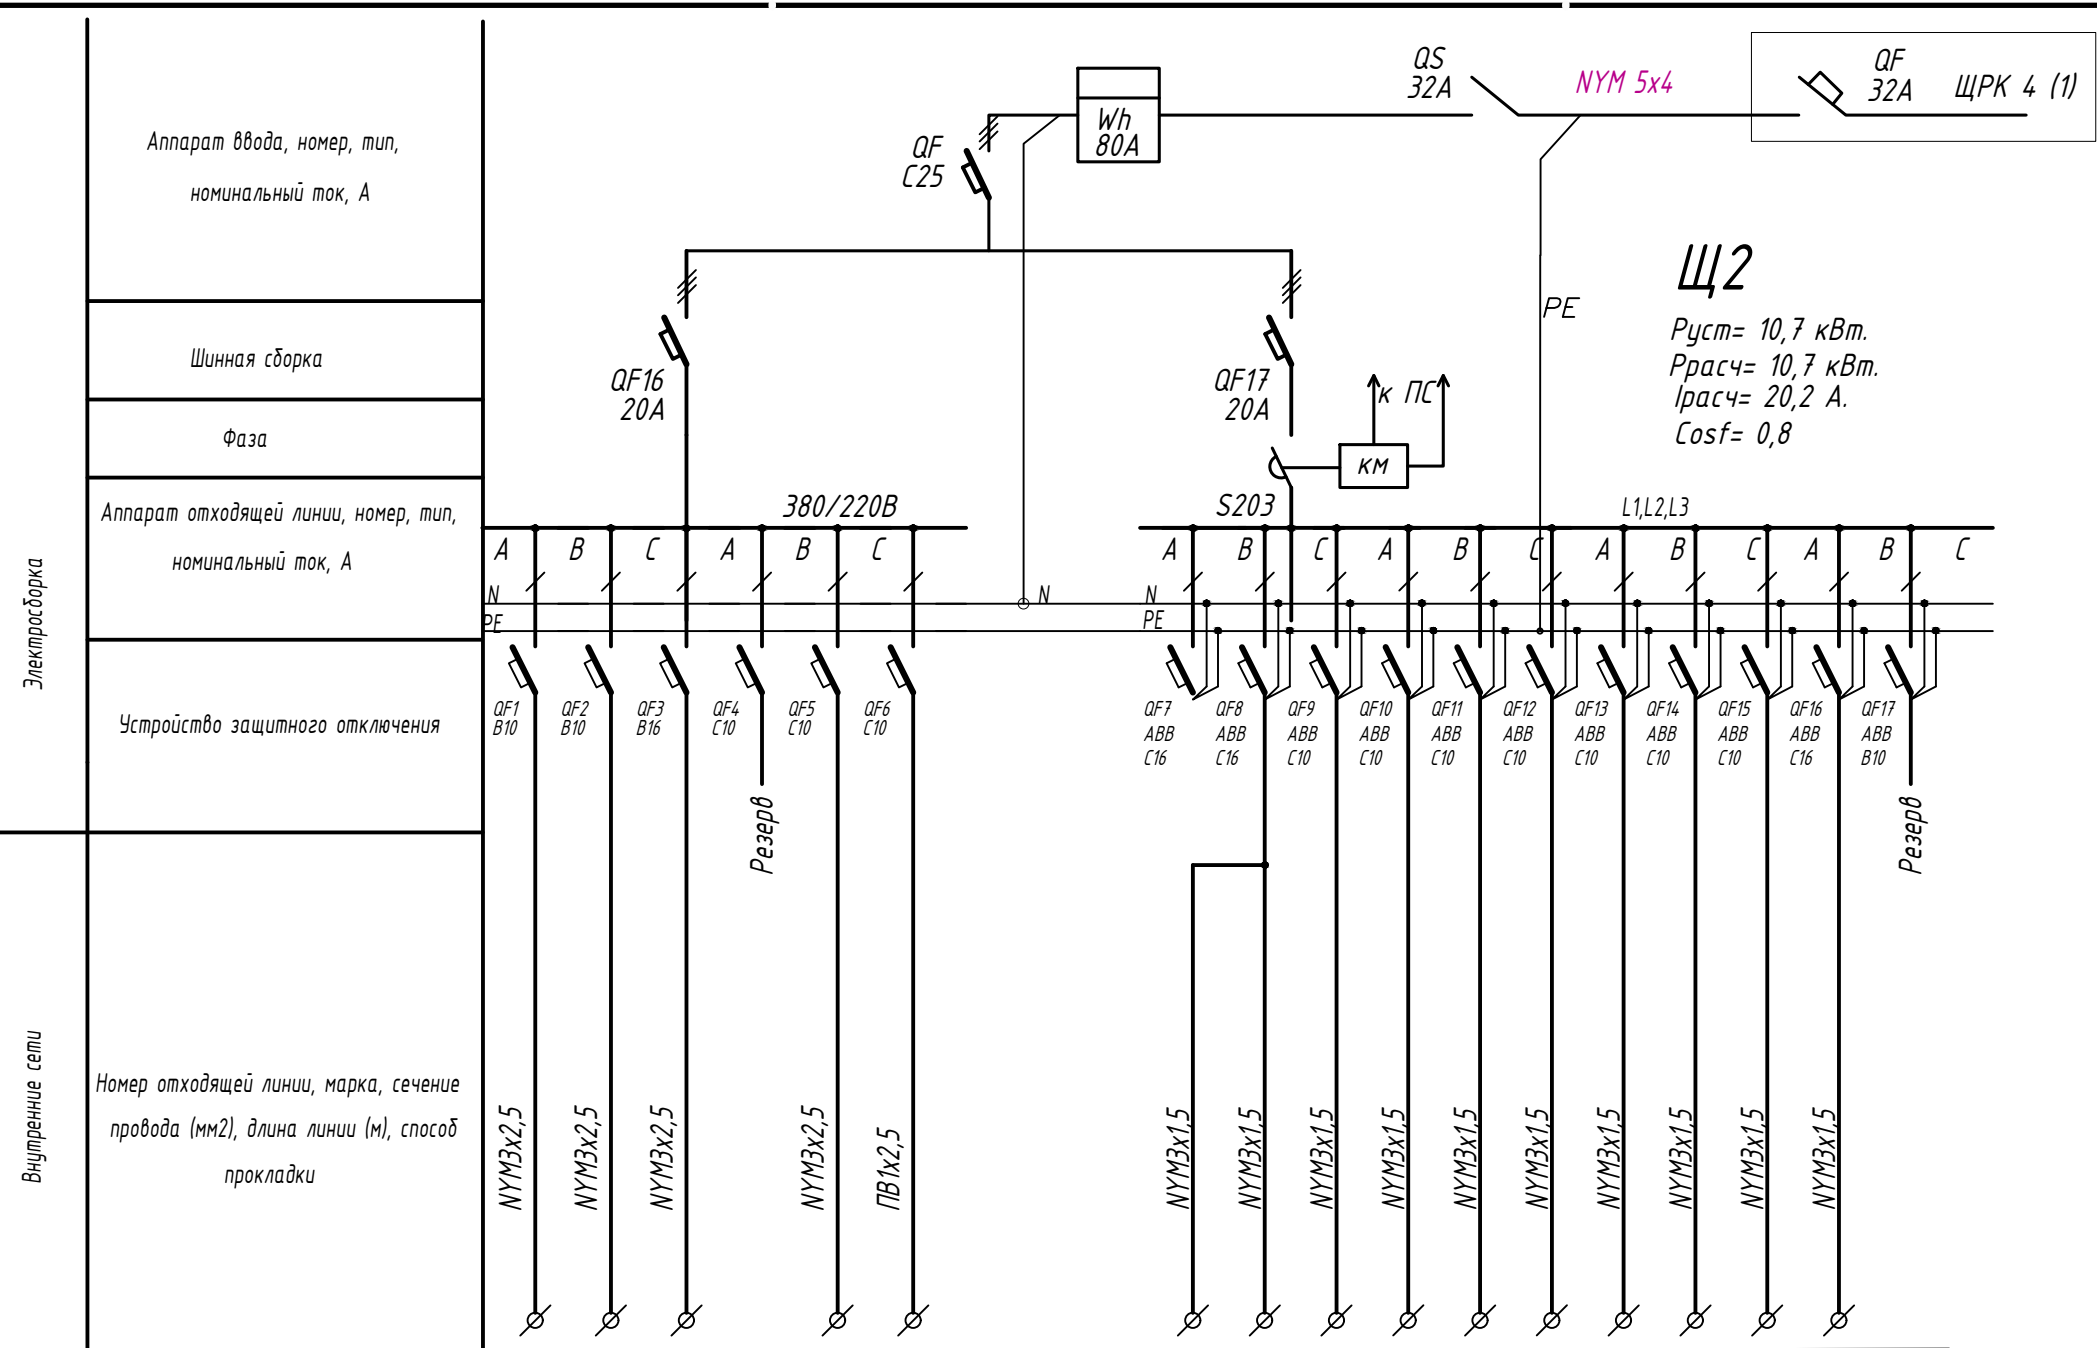 QS
32А
NYM 5x4
QF
32А
ЩРК 4 (1)
Wh
80А
QF
С25
Аппарат ввода, номер, тип,
номинальный ток, А
Щ2
Руст= 10,7 кВт.
Ррасч= 10,7 кВт.
Iрасч= 20,2 А.
Cosf= 0,8
PE
Шинная сборка
QF16
20А
QF17
20А
к ПС
КМ
Фаза
Аппарат отходящей линии, номер, тип,
номинальный ток, А
380/220В
S203
L1,L2,L3
A B C A B C
A B C A B C A B C A B C
N N N
PE PE
Электросборка
Устройство защитного отключения
QF1
B10
QF2
B10
QF3
B16
QF4
C10
QF5
C10
QF6
C10
QF7
ABB
C16
QF8
ABB
C16
QF9
ABB
C10
QF10
ABB
C10
QF11
ABB
C10
QF12
ABB
C10
QF13
ABB
C10
QF14
ABB
C10
QF15
ABB
C10
QF16
ABB
C16
QF17
ABB
B10
Резерв
Резерв
Внутренние сети
Номер отходящей линии, марка, сечение
провода (мм2), длина линии (м), способ
прокладки
NYM3x2,5
NYM3x2,5
NYM3x2,5
NYM3x2,5
ПВ1x2,5
NYM3x1,5
NYM3x1,5
NYM3x1,5
NYM3x1,5
NYM3x1,5
NYM3x1,5
NYM3x1,5
NYM3x1,5
NYM3x1,5
NYM3x1,5